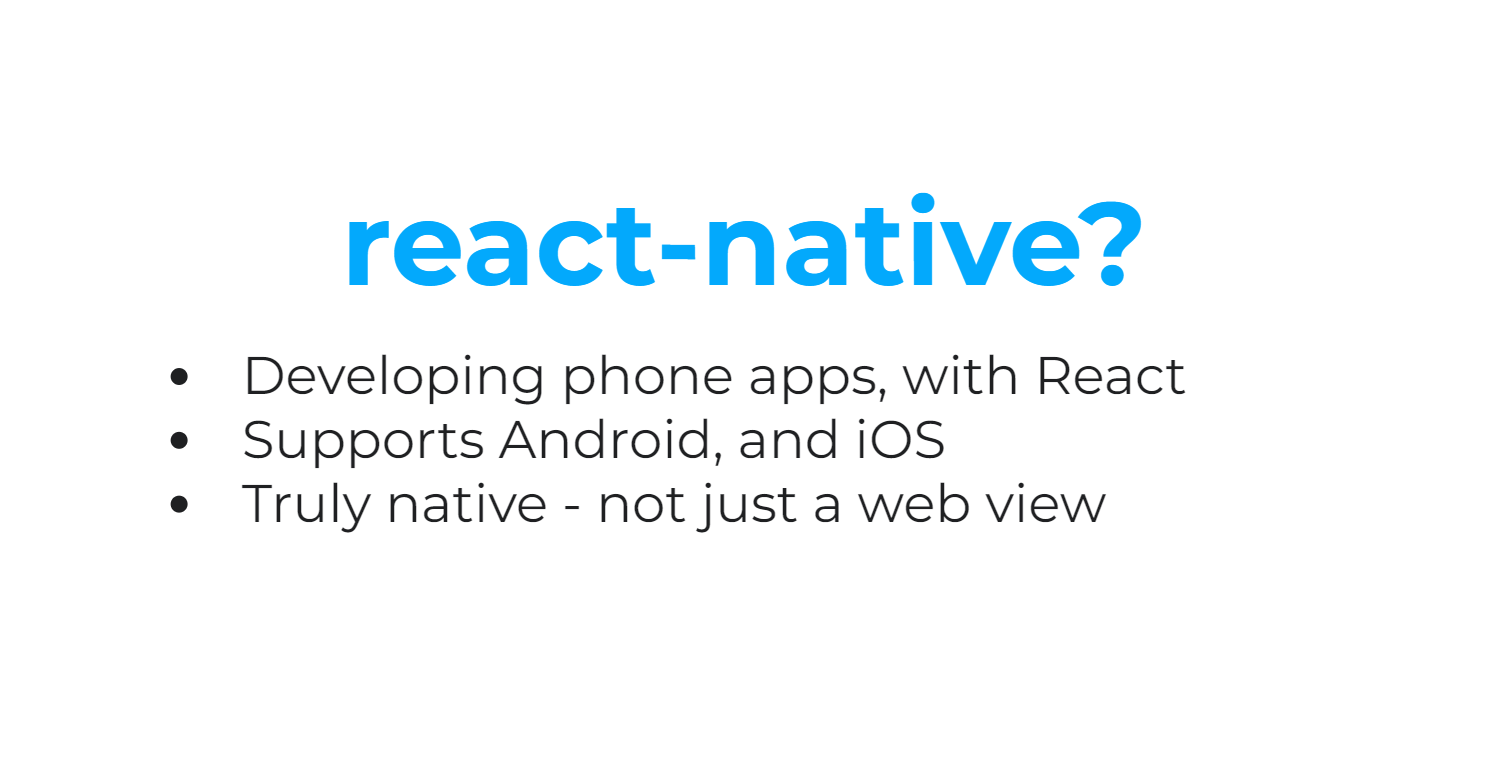 react-native?
• Developing phone apps, with React
• Supports Android, and iOS
• Truly native - not just a web view